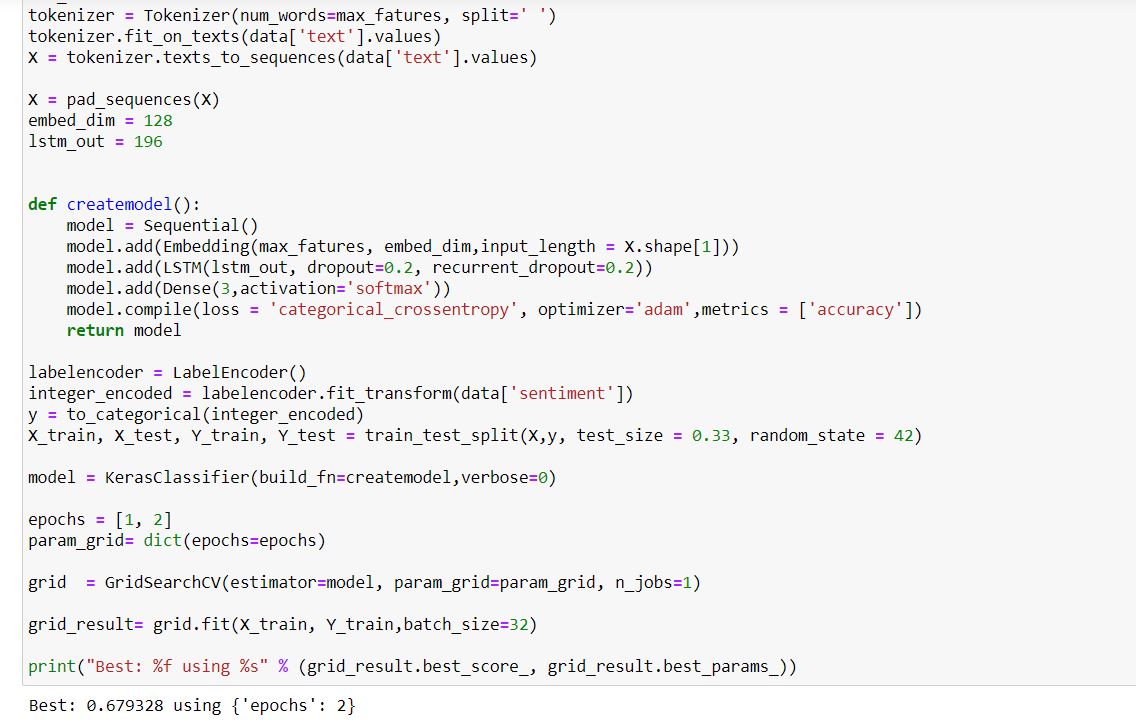 tokenizer = Tokenizer(num_words=max_fatures, split=' ')
tokenizer.fit_on_texts(data['text'].values)
X = tokenizer.texts_to_sequences(data['text'].values)
X = pad_sequences(X)
embed_dim = 128
lstm_out = 196
def createmodel():
    model = Sequential()
    model.add(Embedding(max_fatures, embed_dim,input_length = X.shape[1]))
    model.add(LSTM(lstm_out, dropout=0.2, recurrent_dropout=0.2))
    model.add(Dense(3,activation='softmax'))
    model.compile(loss = 'categorical_crossentropy', optimizer='adam',metrics = ['accuracy'])
    return model
labelencoder = LabelEncoder()
integer_encoded = labelencoder.fit_transform(data['sentiment'])
y = to_categorical(integer_encoded)
X_train, X_test, Y_train, Y_test = train_test_split(X,y, test_size = 0.33, random_state = 42)
model = KerasClassifier(build_fn=createmodel,verbose=0)
epochs = [1, 2]
param_grid= dict(epochs=epochs)
grid  = GridSearchCV(estimator=model, param_grid=param_grid, n_jobs=1)
grid_result= grid.fit(X_train, Y_train,batch_size=32)
print("Best: %f using %s" % (grid_result.best_score_, grid_result.best_params_))
Best: 0.679328 using {'epochs': 2}